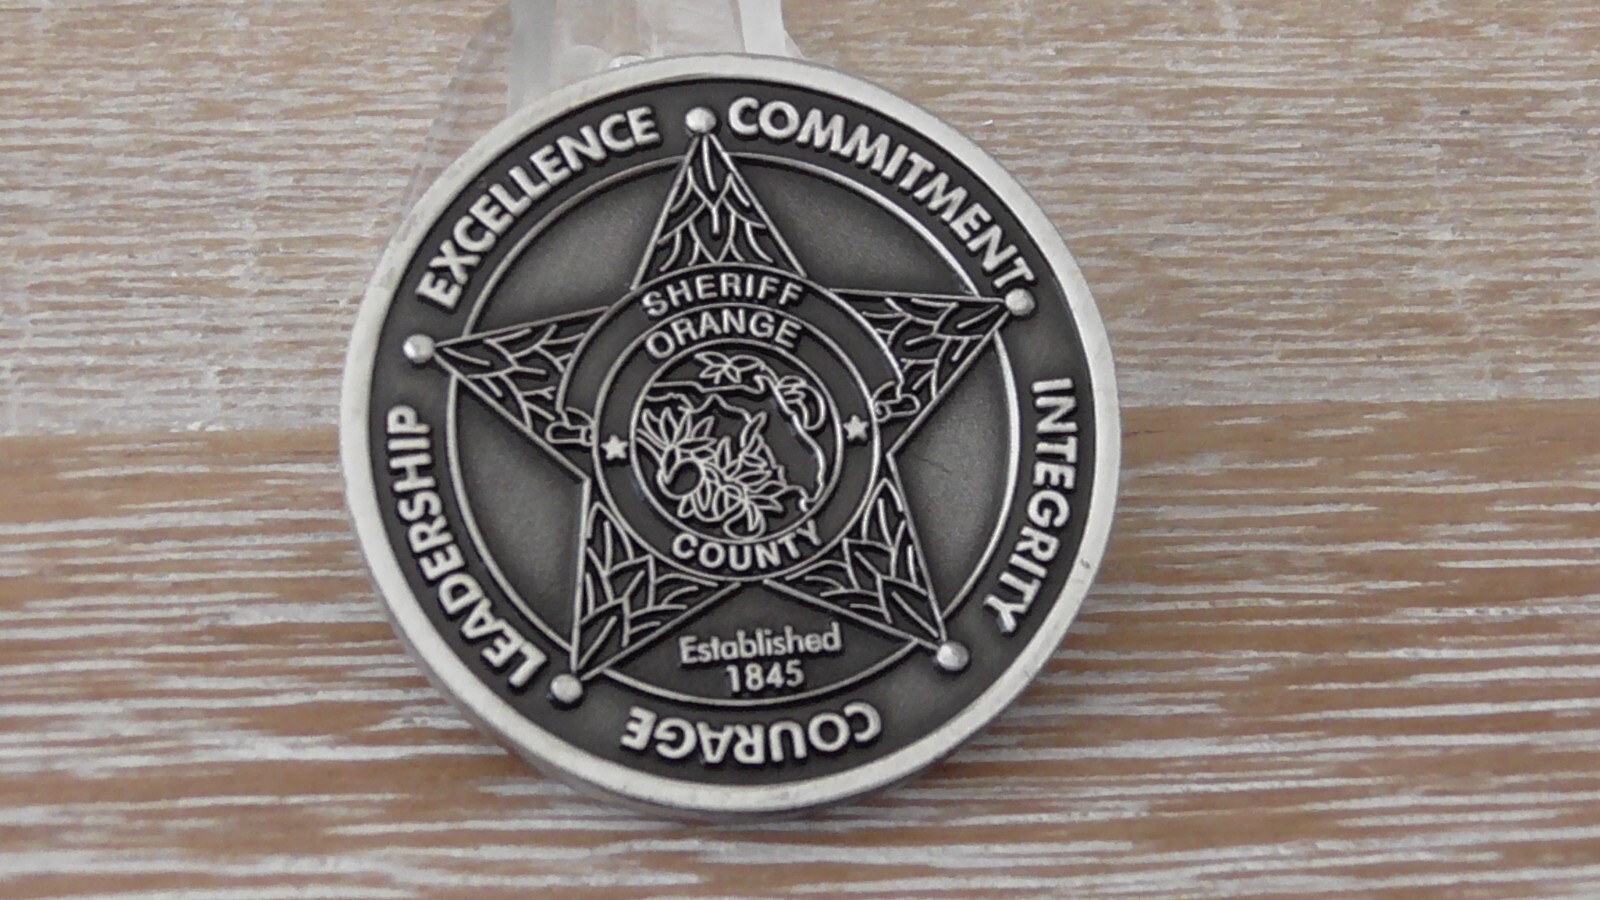 EXCELLENCE
COMMITMENT
INTEGRITY
COURAGE
LEADERSHIP
SHERIFF
ORANGE
COUNTY
Established
1845